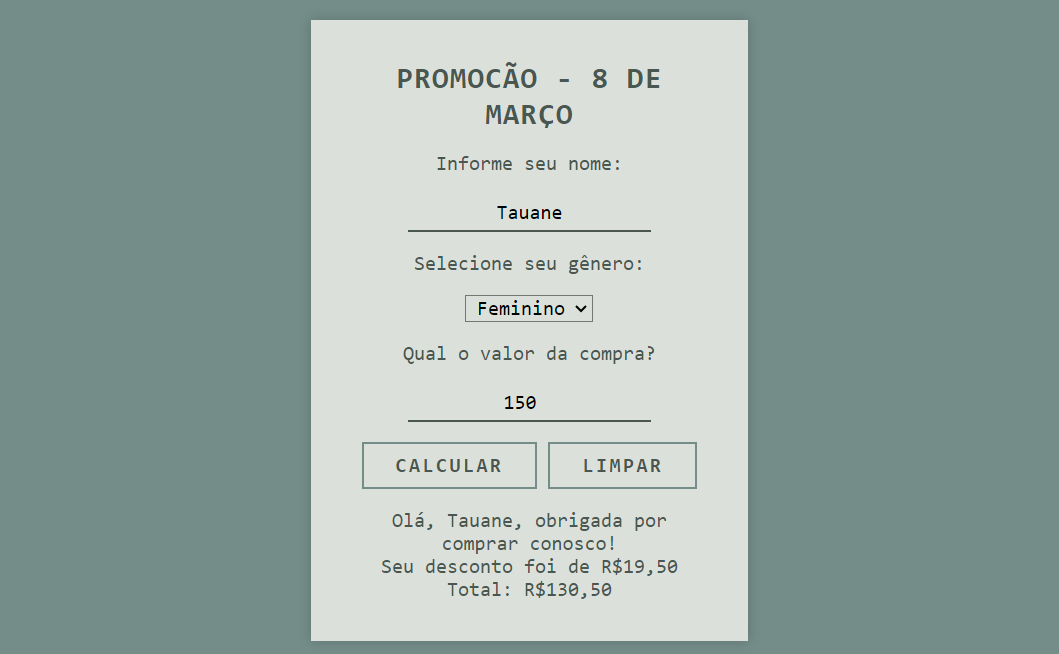 PROMOCÃO - 8 DE
MARÇO
Informe seu nome:
Tauane
Selecione seu gênero:
Feminino
Qual o valor da compra?
150
CALCULAR LIMPAR
Olá, Tauane, obrigada por
comprar conosco!
Seu desconto foi de R$19,50
Total: R$130,50